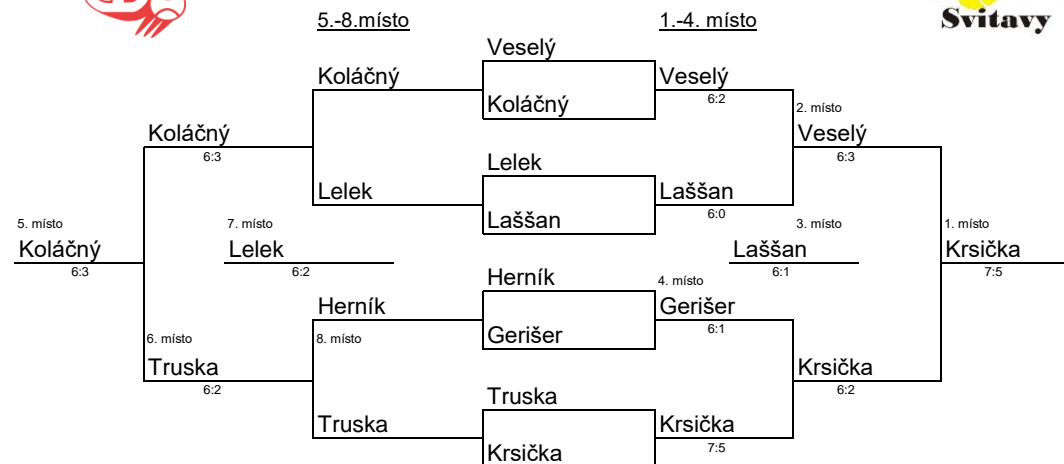 5.-8.místo
1.-4. místo
Svitavy
Veselý
Koláčný
Veselý
6:2
Koláčný
2. místo
Koláčný
Veselý
6:3
6:3
Lelek
Lelek
Laššan
6:0
Laššan
5. místo
7. místo
3. místo
1. místo
Koláčný
Lelek
Laššan
Krsička
6:3
6:2
6:1
7:5
Herník
4. místo
Herník
Gerišer
6:1
6. místo
8. místo
Gerišer
Truska
Krsička
6:2
6:2
Truska
Truska
Krsička
7:5
Krsička